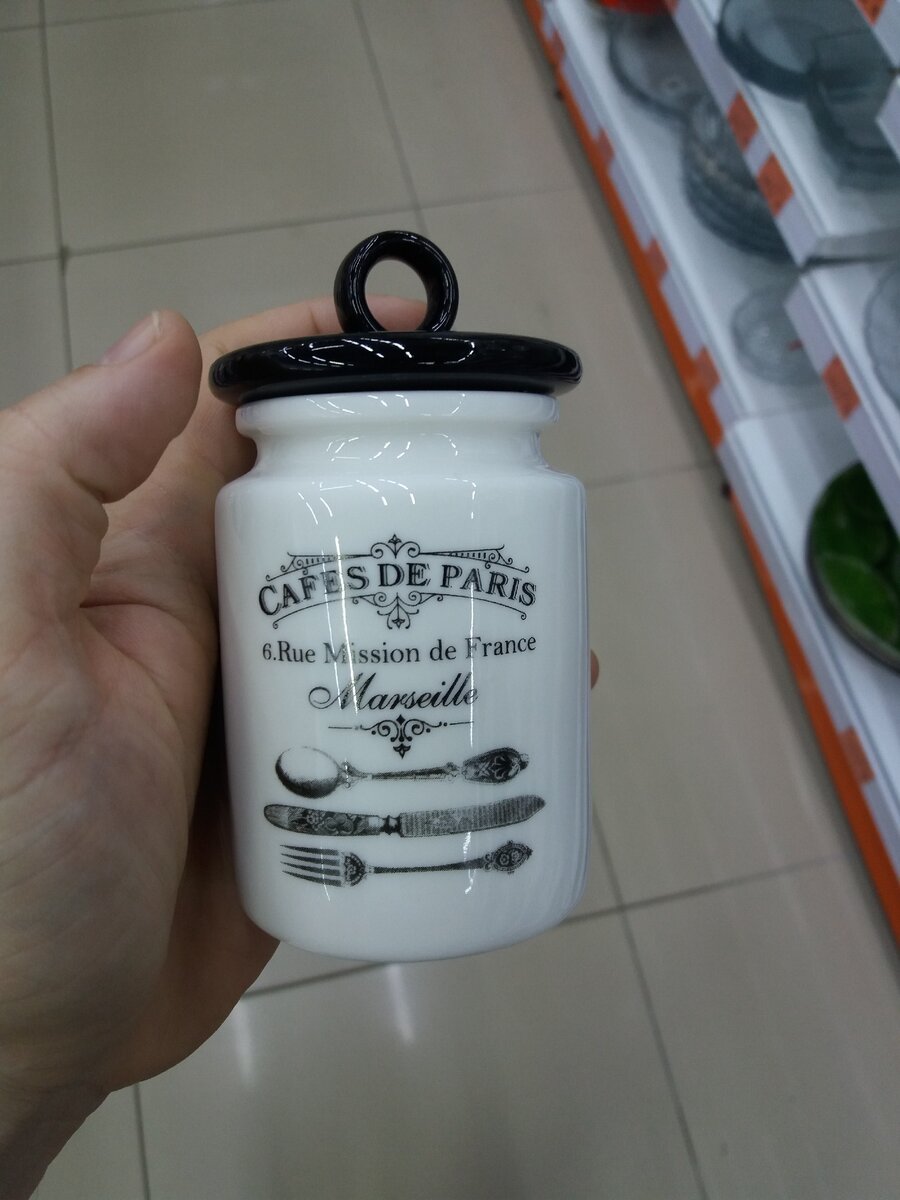 CAFES DE PARIS
6.Rue Mission de France
Marseille